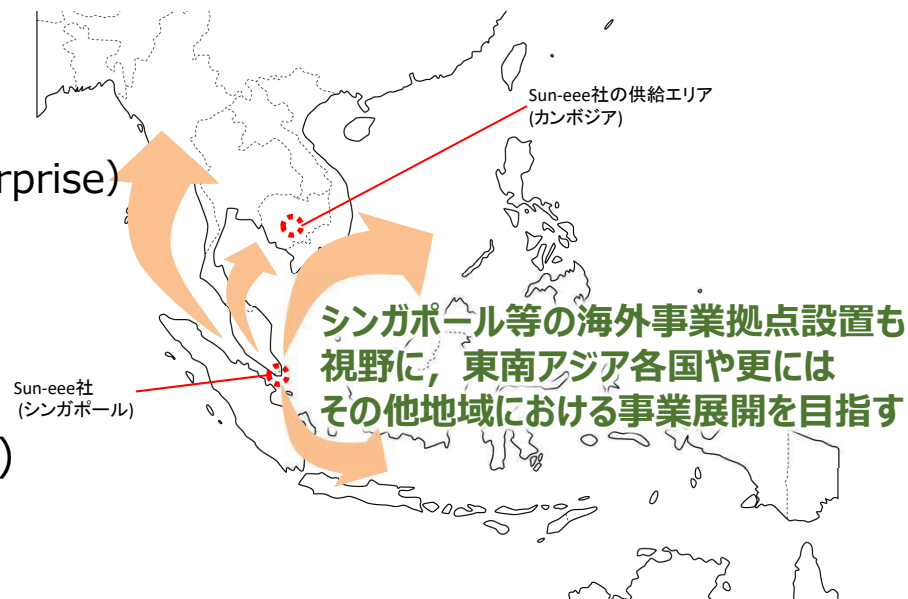 Sun-eee社の供給エリア
(カンボジア)
rprise）
シンガポール等の海外事業拠点設置も
視野に，東南アジア各国や更には
その他地域における事業展開を目指す
Sun-eee社
(シンガポール)
）